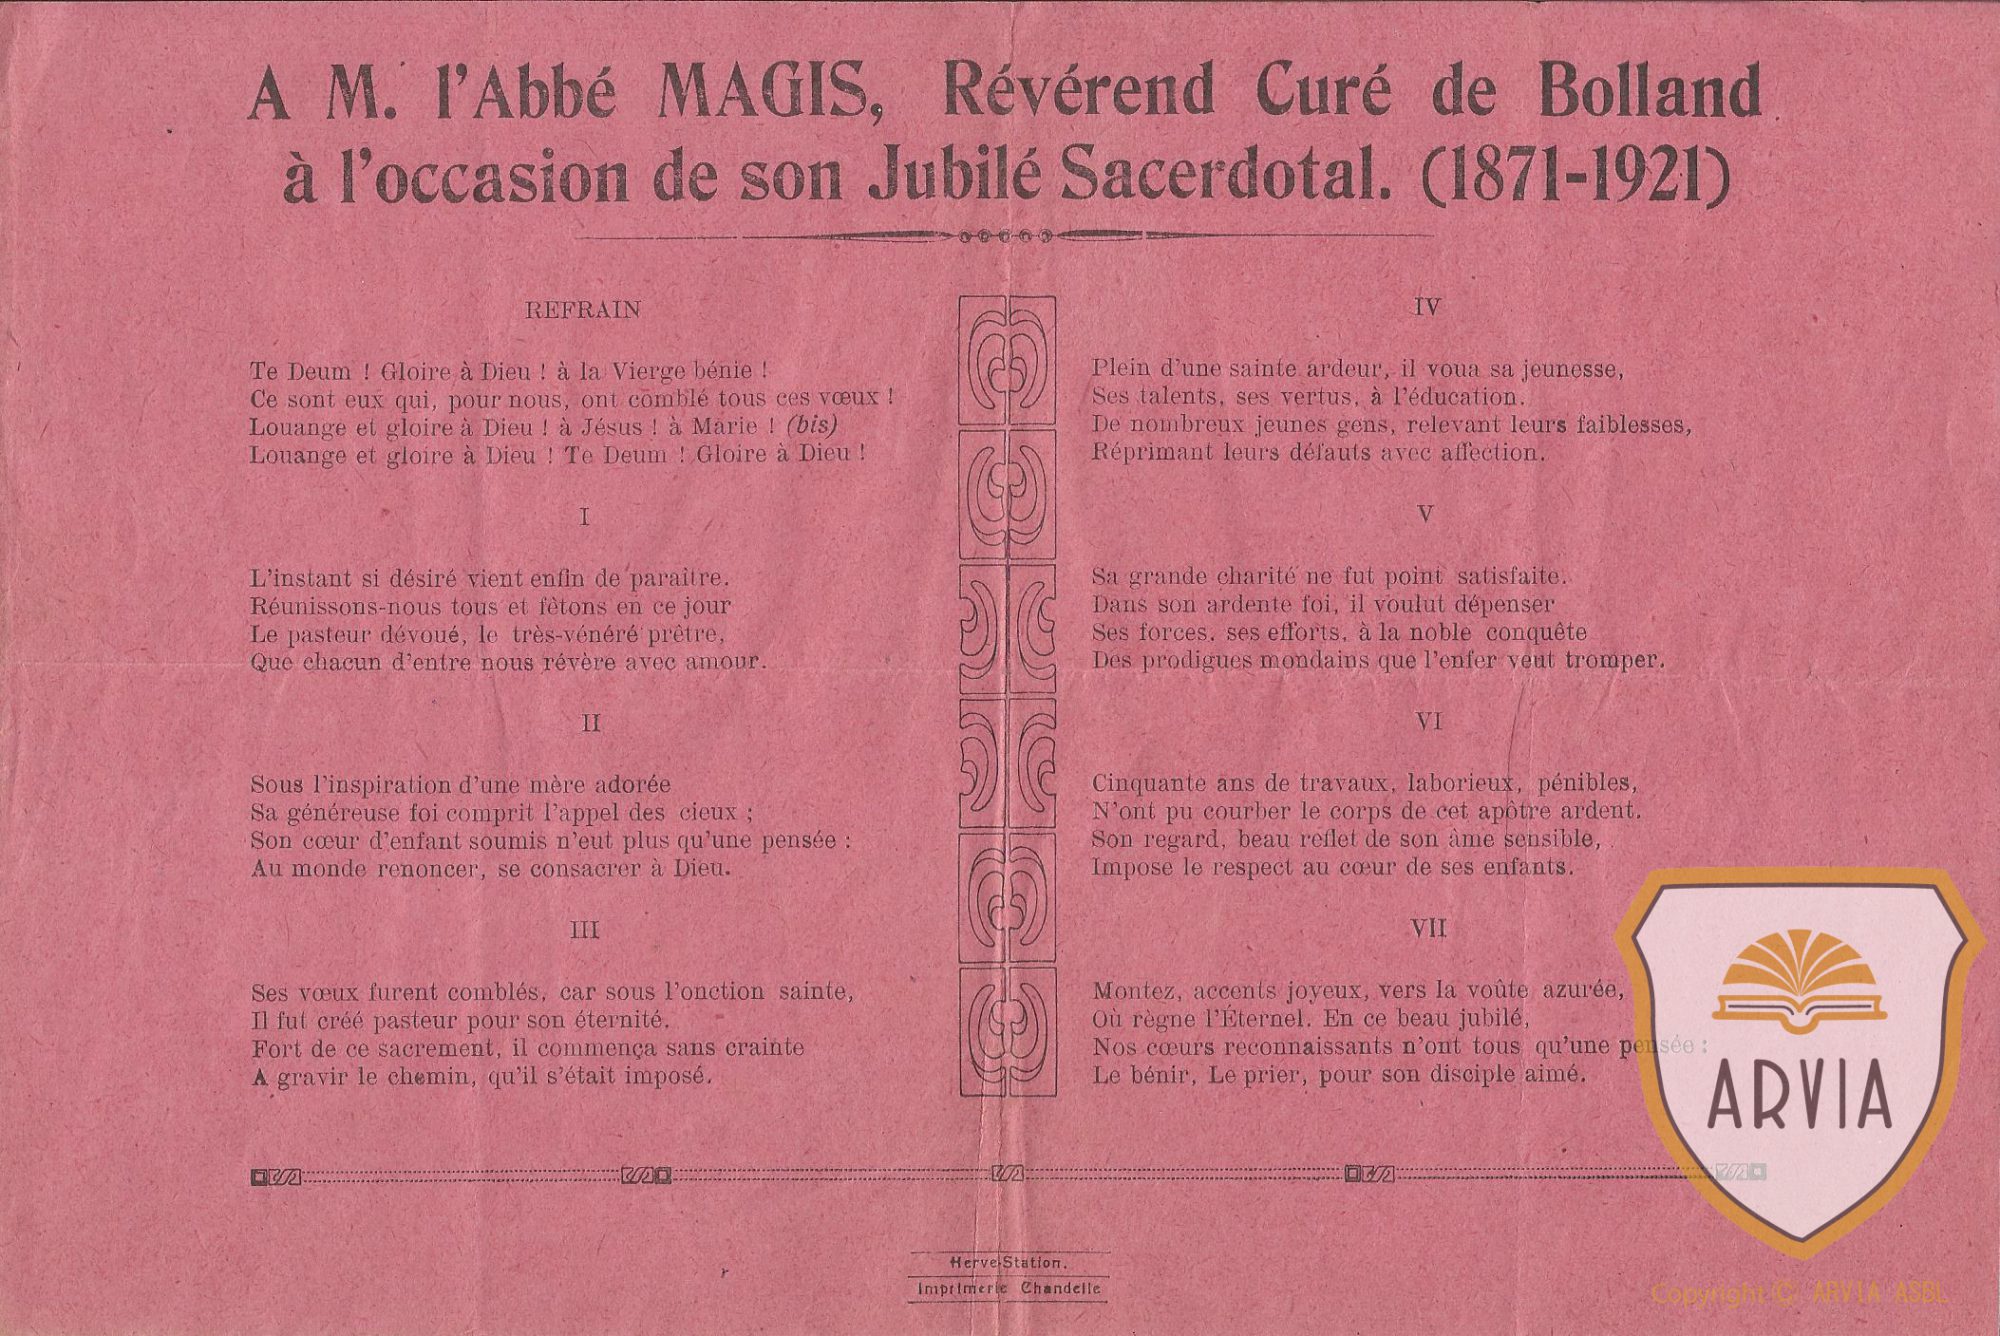 A M. l'Abbé MAGIS, Révérend Curé de Bolland
à l'occasion de son Jubilé Sacerdotal. (1871-1921)
REFRAIN
Te Deum ! Gloire à Dieu ! à la Vierge bénie !
Ce sont eux qui, pour nous, ont comblé tous ces vœux !
Louange et gloire à Dieu ! à Jésus ! à Marie ! (bis)
Louange et gloire à Dieu ! Te Deum ! Gloire à Dieu !
I
L'instant si désiré vient enfin de paraître.
Réunissons-nous tous et fêtons en ce jour
Le pasteur dévoué, le très-vénéré prêtre,
Que chacun d'entre nous révère avec amour.
II
Sous l'inspiration d'une mère adorée
Sa généreuse foi comprit l'appel des cieux ;
Son cœur d'enfant soumis n'eut plus qu'une pensée :
Au monde renoncer, se consacrer à Dieu.
III
Ses vœux furent comblés, car sous l'onction sainte,
Il fut créé pasteur pour son éternité.
Fort de ce sacrement, il commença sans crainte
A gravir le chemin, qu'il s'était imposé.
IV
Plein d'une sainte ardeur, il voua sa jeunesse,
Ses talents, ses vertus, à l'éducation.
De nombreux jeunes gens, relevant leurs faiblesses,
Réprimant leurs défauts avec affection.
V
Sa grande charité ne fut point satisfaite.
Dans son ardente foi, il voulut dépenser
Ses forces, ses efforts, à la noble conquête
Des prodigues mondains que l'enfer veut tromper.
VI
Cinquante ans de travaux, laborieux, pénibles,
N'ont pu courber le corps de cet apôtre ardent.
Son regard, beau reflet de son âme sensible,
Impose le respect au cœur de ses enfants.
VII
Montez, accents joyeux, vers la voûte azurée,
Où règne l'Éternel. En ce beau jubilé,
Nos cœurs reconnaissants n'ont tous qu'une pensée :
Le bénir, Le prier, pour son disciple aimé.
Herve-Station.
Imprimerie Chandelle
ARVIA
Copyright © ARVIA ASBL